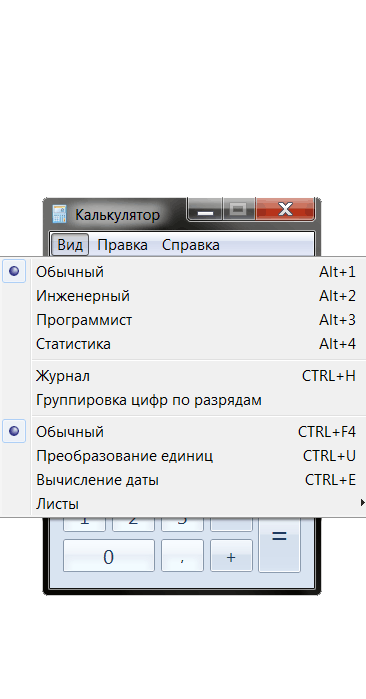 Калькулятор
Вид Правка Справка
Обычный Alt+1
Инженерный Alt+2
Программист Alt+3
Статистика Alt+4
Журнал CTRL+H
Группировка цифр по разрядам
Обычный CTRL+F4
Преобразование единиц CTRL+U
Вычисление даты CTRL+E
Листы
1 2 3 =
0 , +